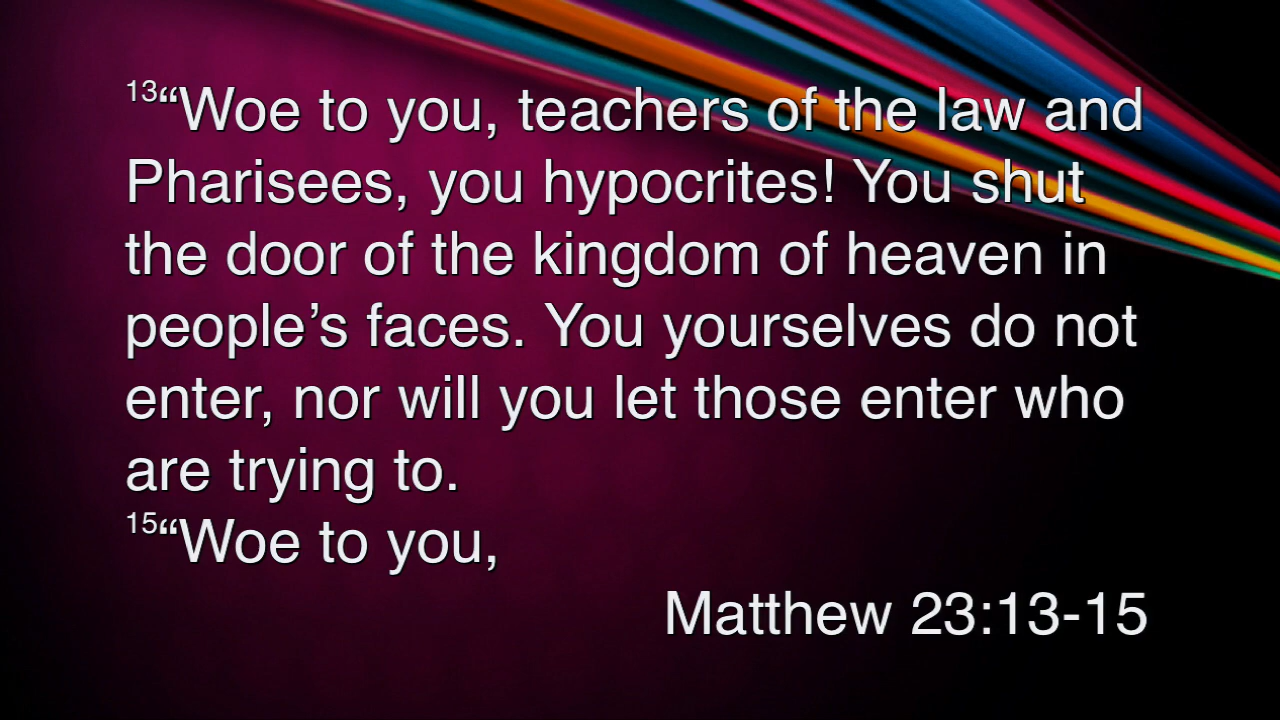 13“Woe to you, teachers of the law and
Pharisees, you hypocrites! You shut
the door of the kingdom of heaven in
people’s faces. You yourselves do not
enter, nor will you let those enter who
are trying to.
15“Woe to you,
Matthew 23:13-15